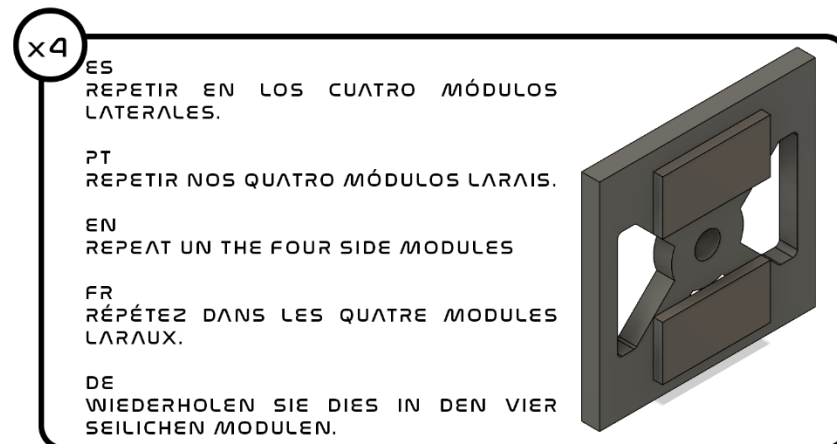 x4
ES
REPETIR EN LOS CUATRO MÓDULOS
LATERALES.
PT
REPETIR NOS QUATRO MÓDULOS LARAIS.
EN
REPEAT UN THE FOUR SIDE MODULES
FR
RÉPÉTEZ DANS LES QUATRE MODULES
LARAUX.
DE
WIEDERHOLEN SIE DIES IN DEN VIER
SEILICHEN MODULEN.